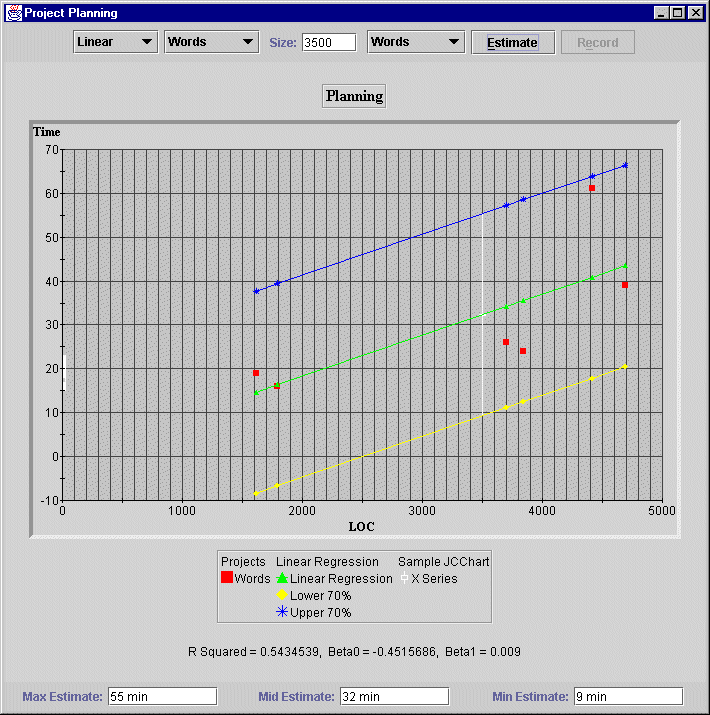 Project Planning
Linear Words Size: 3500 Words Estimate Record
Planning
Time
70
60
50
40
30
20
10
0
-10
0 1000 2000 3000 4000 5000
LOC
Projects Linear Regression Sample JCChart
Words Linear Regression X Series
Lower 70%
Upper 70%
R Squared = 0.5434539, Beta0 = -0.4515686, Beta1 = 0.009
Max Estimate: 55 min Mid Estimate: 32 min Min Estimate: 9 min